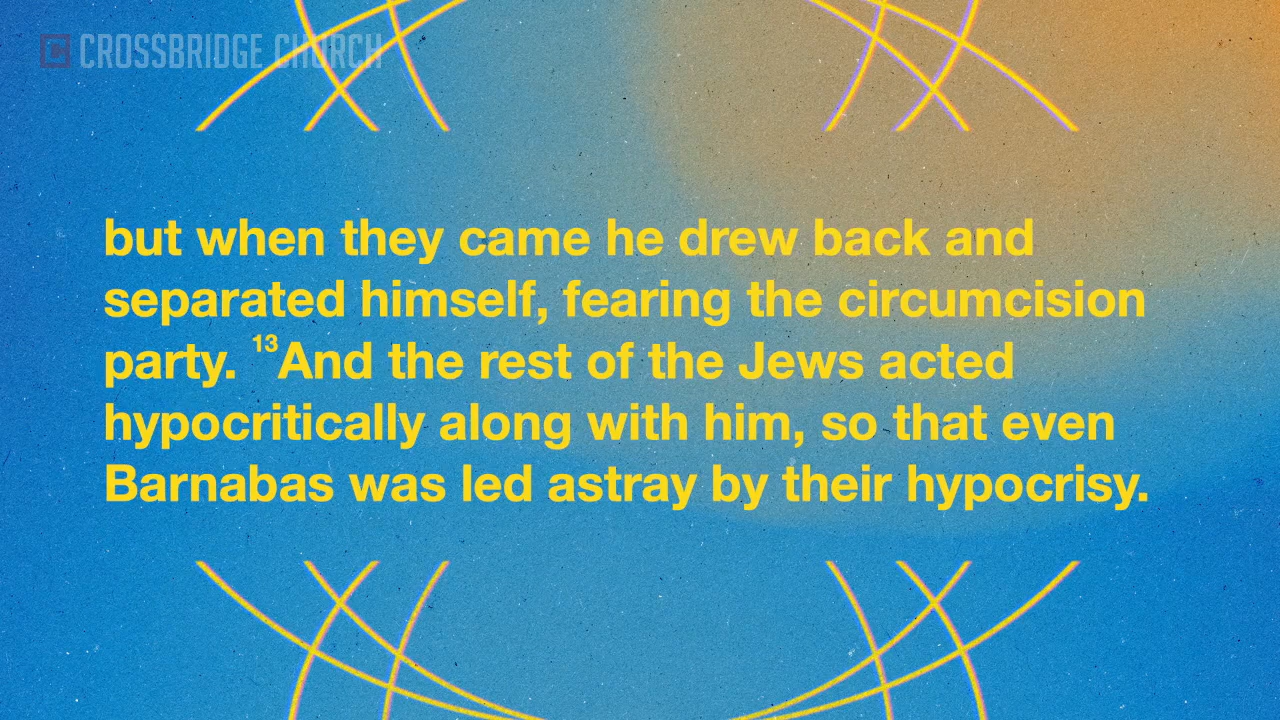 CROSSBRIDGE CHURCH
but when they came he drew back and
separated himself, fearing the circumcision
party. 13And the rest of the Jews acted
hypocritically along with him, so that even
Barnabas was led astray by their hypocrisy.